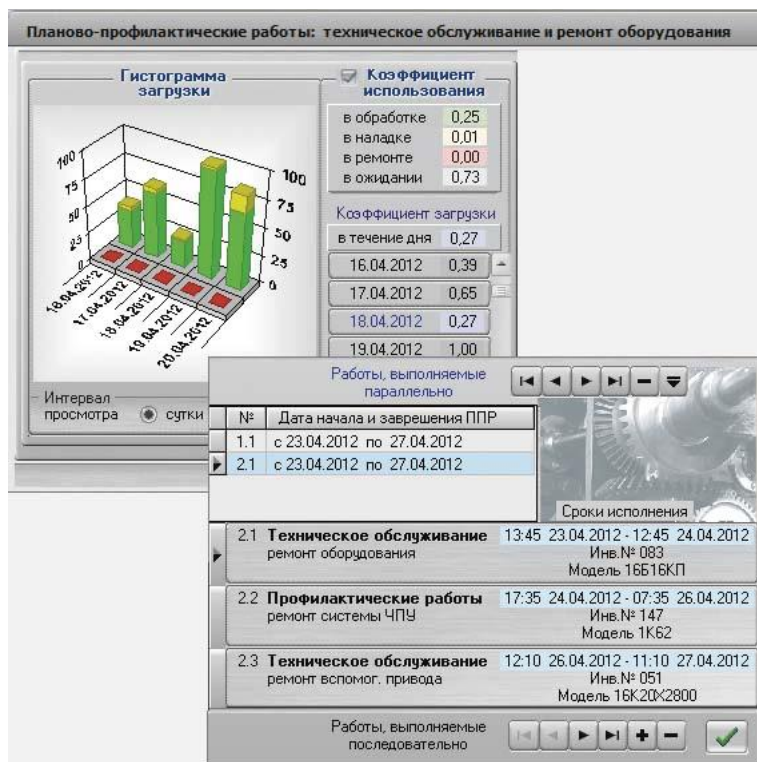 Планово-профилактические работы: техническое обслуживание и ремонт оборудования
Гистограмма
загрузки
100
75
50
25
0
100
75
50
25
0
16.04.2012
17.04.2012
18.04.2012
19.04.2012
20.04.2012
Интервал
просмотра
сутки
Коэффициент
использования
в обработке 0,25
в наладке 0,01
в ремонте 0,00
в ожидании 0,73
Коэффициент загрузки
в течение дня 0,27
16.04.2012 0,39
17.04.2012 0,65
18.04.2012 0,27
19.04.2012 1,00
Работы, выполняемые
параллельно
№ Дата начала и заврешения ППР
1.1 с 23.04.2012 по 27.04.2012
2.1 с 23.04.2012 по 27.04.2012
Сроки исполнения
2.1 Техническое обслуживание 13:45 23.04.2012 - 12:45 24.04.2012
ремонт оборудования Инв.№ 083
Модель 16Б16КП
2.2 Профилактические работы 17:35 24.04.2012 - 07:35 26.04.2012
ремонт системы ЧПУ Инв.№ 147
Модель 1К62
2.3 Техническое обслуживание 12:10 26.04.2012 - 11:10 27.04.2012
ремонт вспомог. привода Инв.№ 051
Модель 16К20Х2800
Работы, выполняемые
последовательно